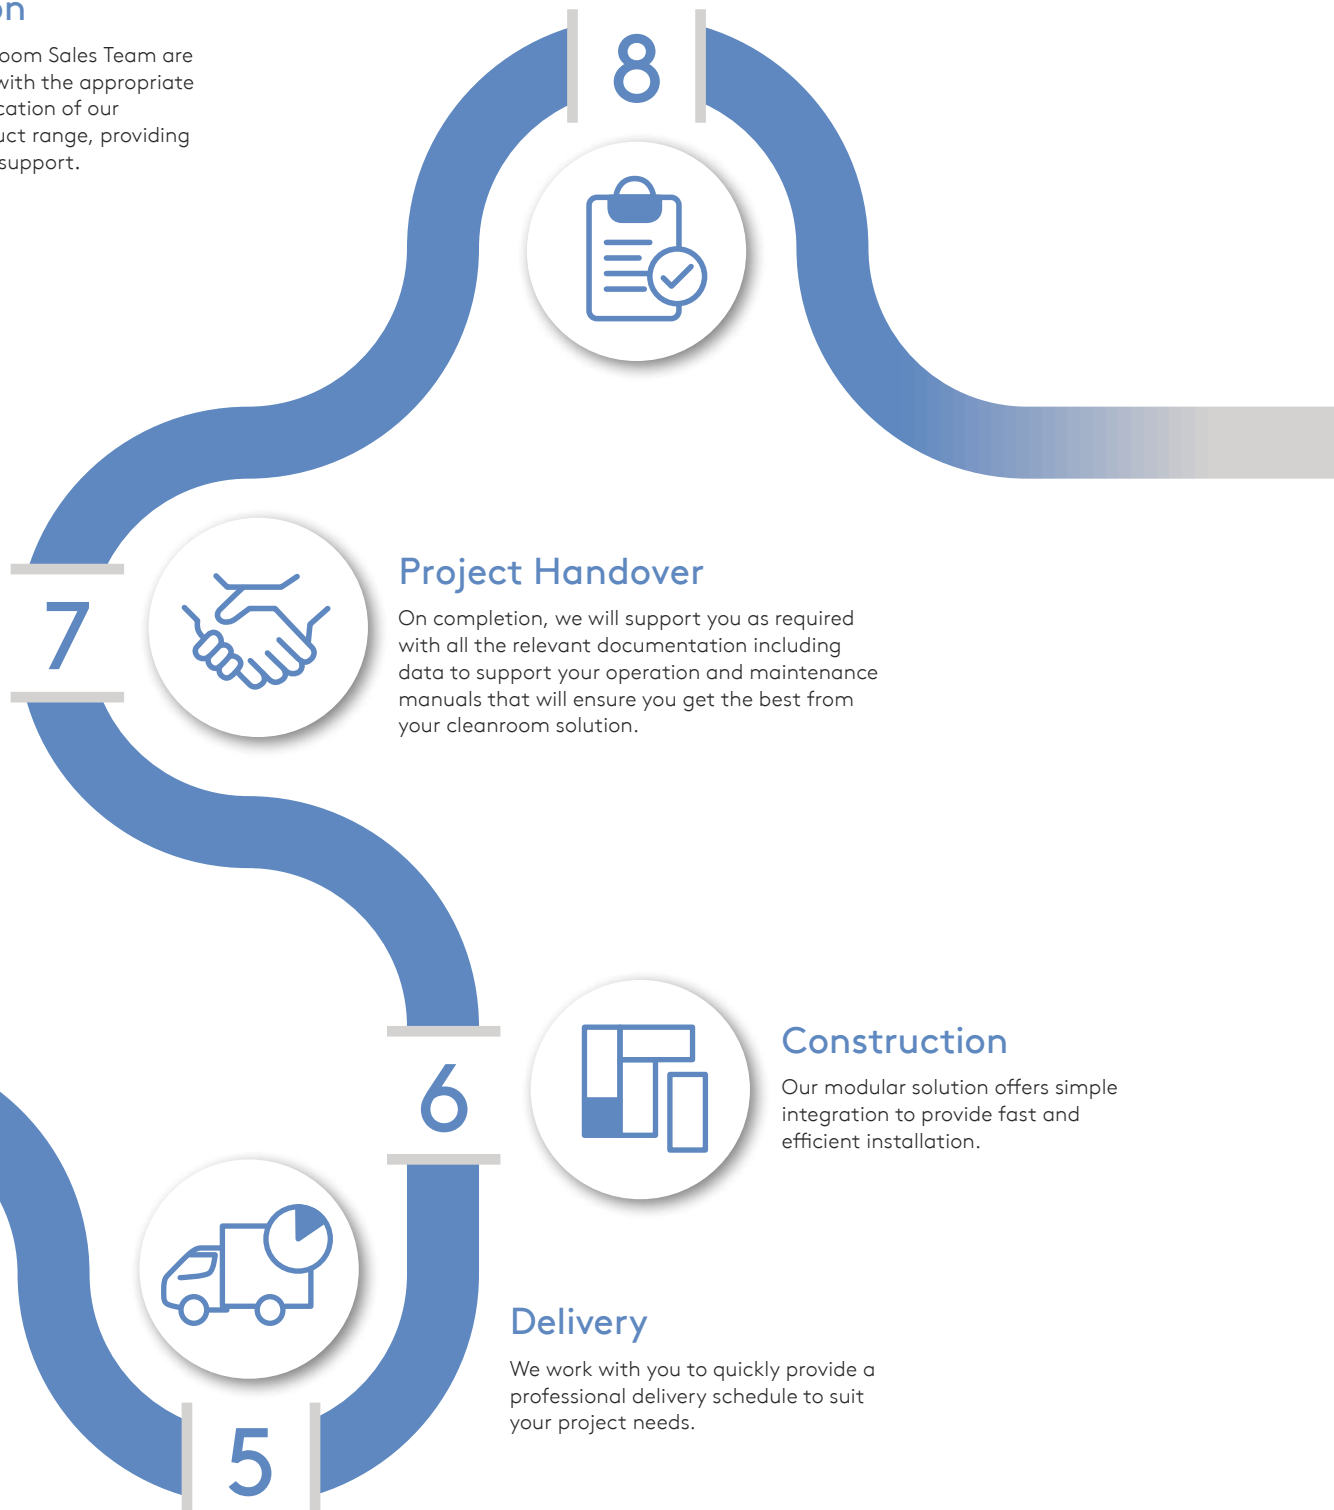 on
oom Sales Team are
with the appropriate
cation of our
uct range, providing
support.
8
7
Project Handover
On completion, we will support you as required
with all the relevant documentation including
data to support your operation and maintenance
manuals that will ensure you get the best from
your cleanroom solution.
6
Construction
Our modular solution offers simple
integration to provide fast and
efficient installation.
Delivery
We work with you to quickly provide a
professional delivery schedule to suit
your project needs.
5